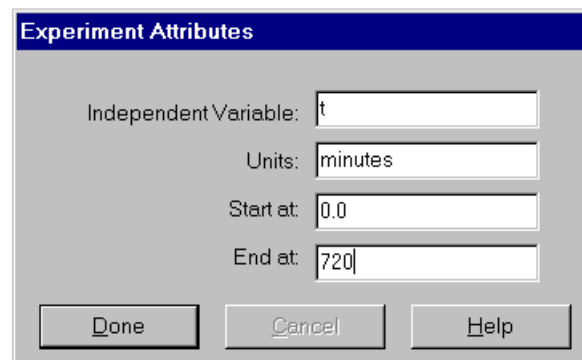 Experiment Attributes
Independent Variable: t
Units: minutes
Start at: 0.0
End at: 720
Done Cancel Help